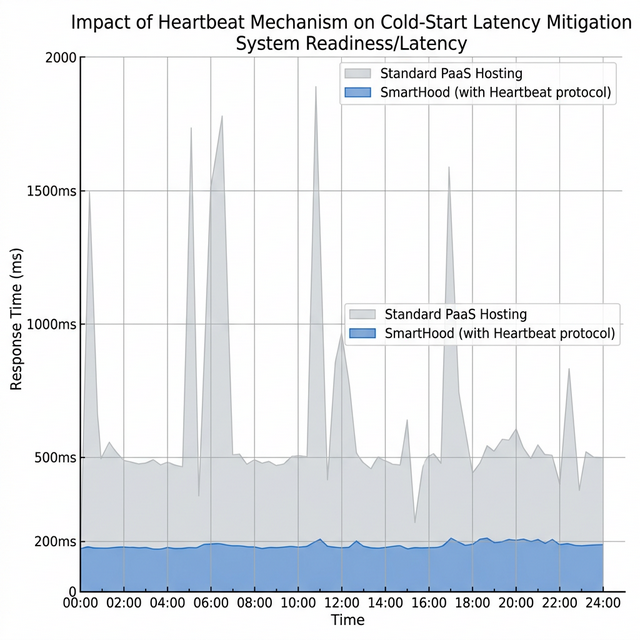 Impact of Heartbeat Mechanism on Cold-Start Latency Mitigation
System Readiness/Latency
2000
Standard PaaS Hosting
SmartHood (with Heartbeat protocol)
1500ms
Response Time (ms)
Standard PaaS Hosting
1000ms
SmartHood (with Heartbeat protocol)
500ms
200ms
0
00:00 02:00 04:00 06:00 08:00 10:00 12:00 14:00 16:00 18:00 20:00 22:00 24:00
Time